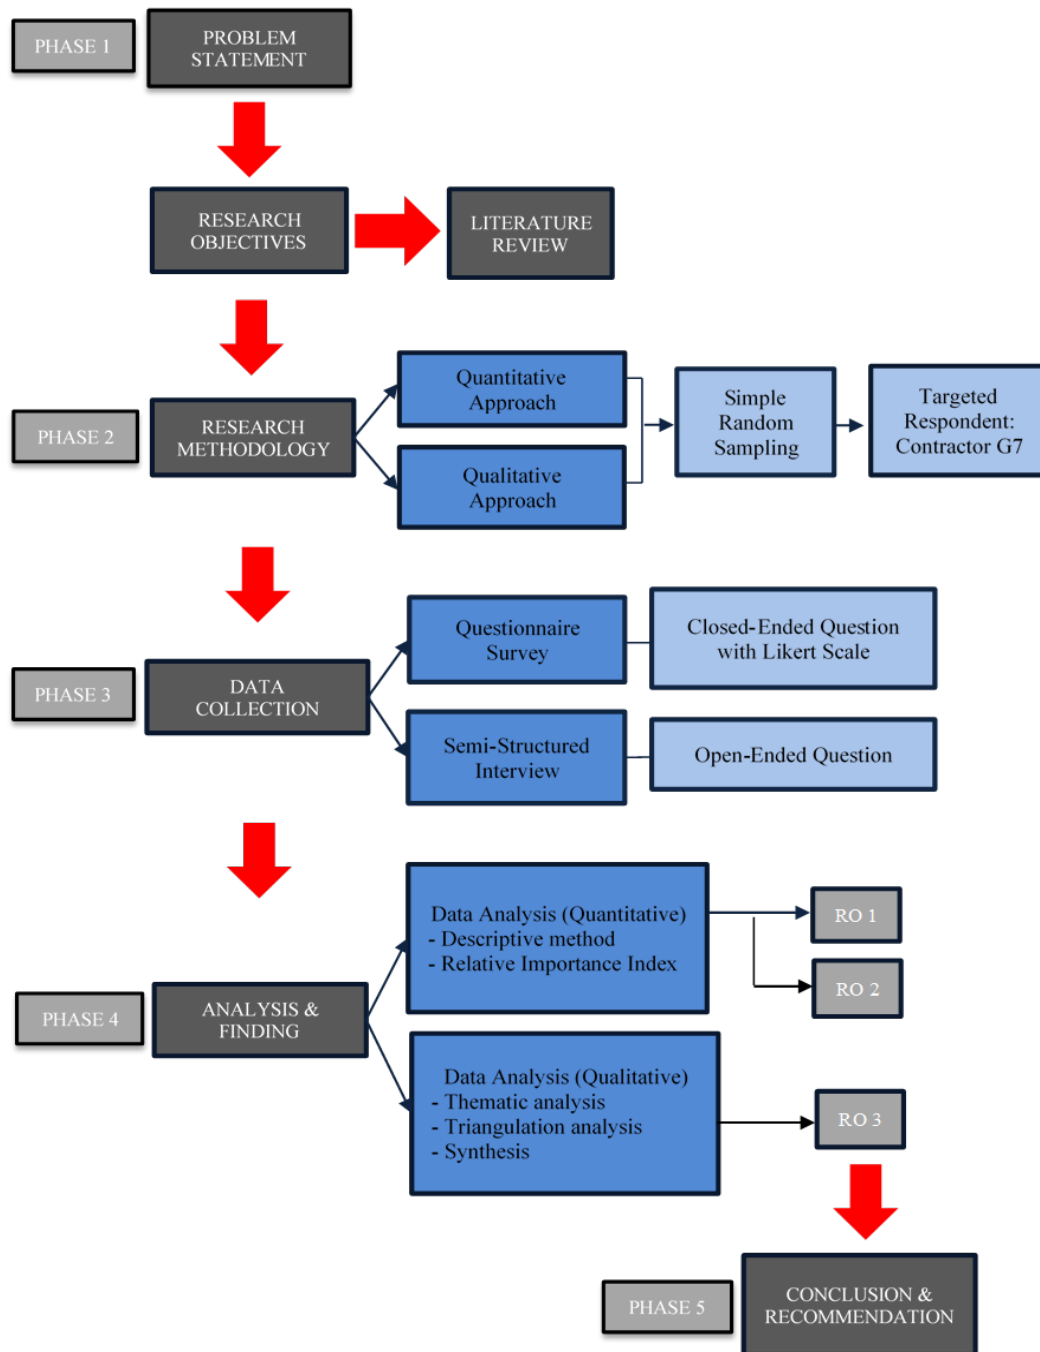 PHASE 1
PROBLEM
STATEMENT
RESEARCH
OBJECTIVES
LITERATURE
REVIEW
PHASE 2
RESEARCH
METHODOLOGY
Quantitative
Approach
Qualitative
Approach
Simple
Random
Sampling
Targeted
Respondent:
Contractor G7
PHASE 3
DATA
COLLECTION
Questionnaire
Survey
Closed-Ended Question
with Likert Scale
Semi-Structured
Interview
Open-Ended Question
PHASE 4
ANALYSIS &
FINDING
Data Analysis (Quantitative)
- Descriptive method
- Relative Importance Index
RO 1
RO 2
Data Analysis (Qualitative)
- Thematic analysis
- Triangulation analysis
- Synthesis
RO 3
PHASE 5
CONCLUSION &
RECOMMENDATION